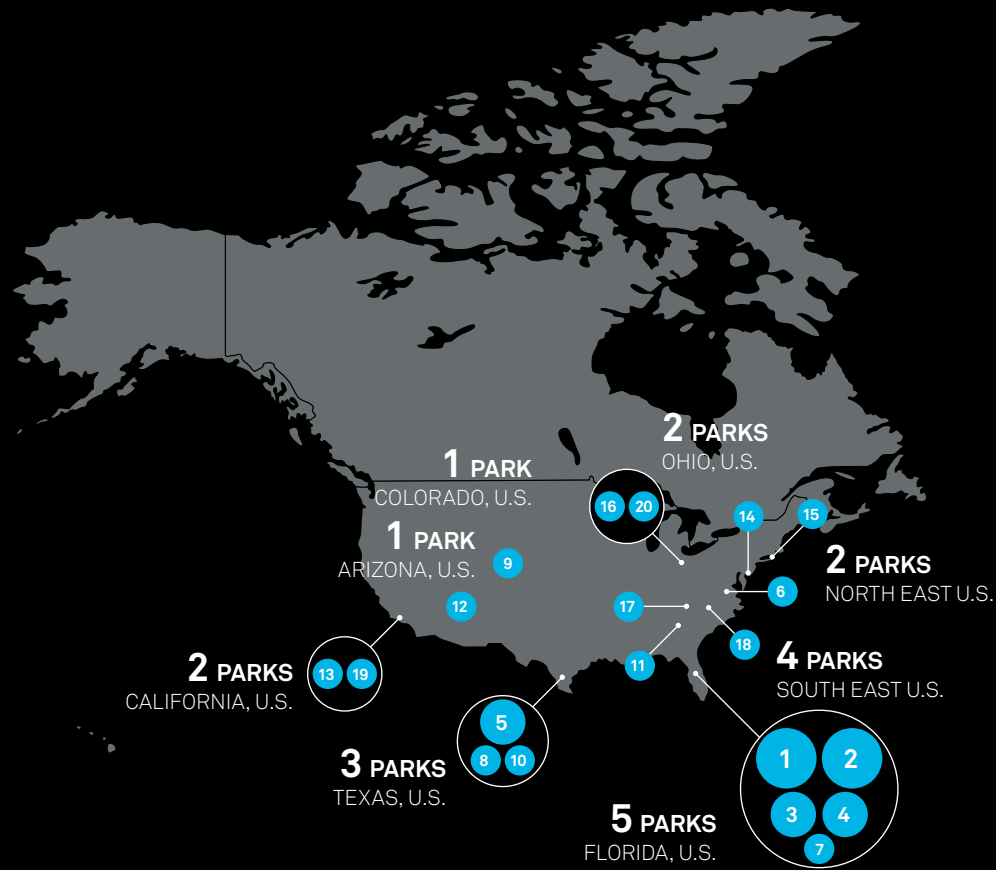 2 PARKS
OHIO, U.S.
16 20
1 PARK
COLORADO, U.S.
9
1 PARK
ARIZONA, U.S.
12
14
15
2 PARKS
NORTH EAST U.S.
6
17
18
11
4 PARKS
SOUTH EAST U.S.
2 PARKS
CALIFORNIA, U.S.
13 19
3 PARKS
TEXAS, U.S.
5
8 10
5 PARKS
FLORIDA, U.S.
1 2
3 4
7